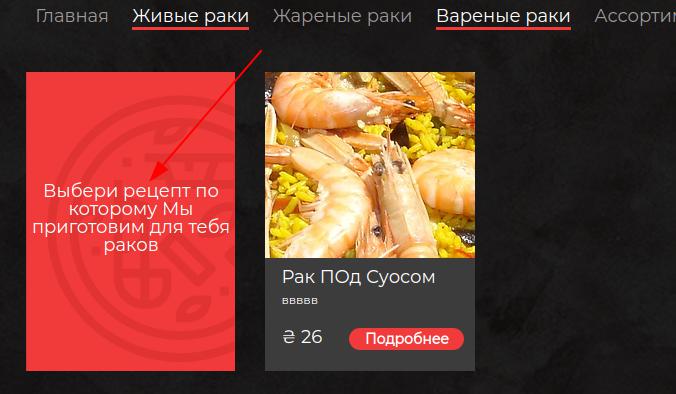 Главная Живые раки Жареные раки Вареные раки Ассорти
Выбери рецепт по
которому Мы
приготовим для тебя
раков
Рак ПОд Суосом
ввввв
₴ 26 Подробнее